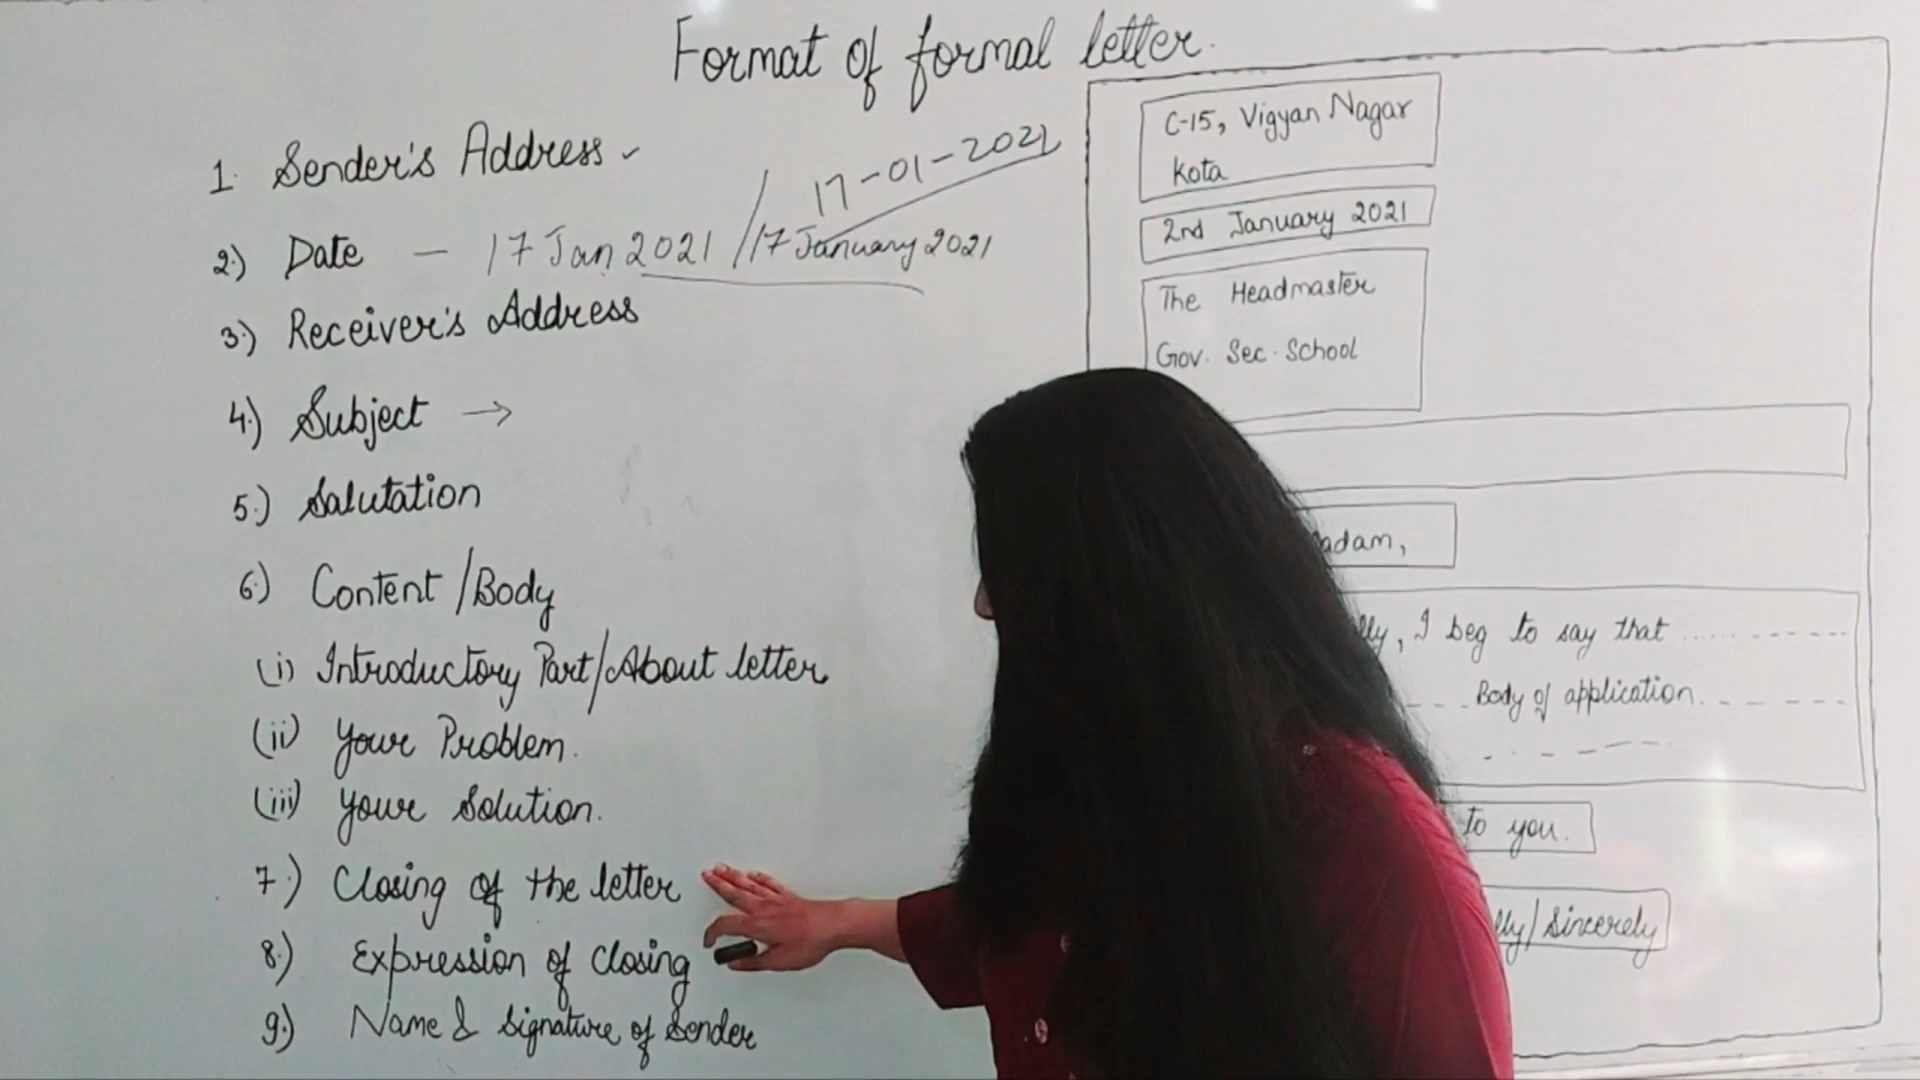 Format of formal letter.
1. Sender's Address
2.) Date - 17 Jan 2021 / 17 January 2021
17-01-2021
3.) Receiver's Address
4.) Subject →
5.) Salutation
6.) Content/Body
(i) Introductory Part/About letter
(ii) Your Problem.
(iii) Your Solution.
7.) Closing of the letter
8.) Expression of closing
9.) Name & Signature of Sender
C-15, Vigyan Nagar
Kota
2nd January 2021
The Headmaster
Gov. Sec. School
adam,
lly, I beg to say that
Body of application
to you.
lly/Sincerely